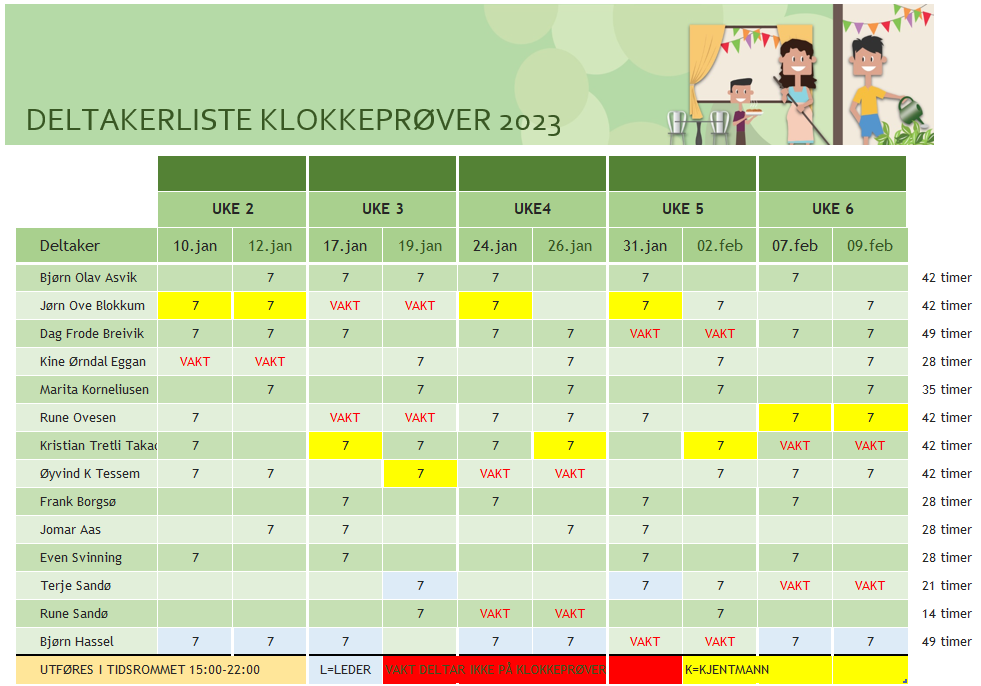 DELTAKERLISTE KLOKKEPRØVER 2023
UKE 2 UKE 3 UKE4 UKE 5 UKE 6
Deltaker 10.jan 12.jan 17.jan 19.jan 24.jan 26.jan 31.jan 02.feb 07.feb 09.feb
Bjørn Olav Asvik 7 7 7 7 7 7 42 timer
Jørn Ove Blokkum 7 7 VAKT VAKT 7 7 7 7 42 timer
Dag Frode Breivik 7 7 7 7 7 VAKT VAKT 7 7 49 timer
Kine Ørndal Eggan VAKT VAKT 7 7 7 7 28 timer
Marita Korneliusen 7 7 7 7 7 35 timer
Rune Ovesen 7 VAKT VAKT 7 7 7 7 7 42 timer
Kristian Tretli Takac 7 7 7 7 7 7 VAKT VAKT 42 timer
Øyvind K Tessem 7 7 7 VAKT VAKT 7 7 7 42 timer
Frank Borgsø 7 7 7 7 28 timer
Jomar Aas 7 7 7 7 28 timer
Even Svinning 7 7 7 7 28 timer
Terje Sandø 7 7 7 VAKT VAKT 21 timer
Rune Sandø 7 VAKT VAKT 7 14 timer
Bjørn Hassel 7 7 7 7 7 VAKT VAKT 7 7 49 timer
UTFØRES I TIDSROMMET 15:00-22:00 L=LEDER VAKT DELTAR IKKE PÅ KLOKKEPRØVER K=KJENTMANN